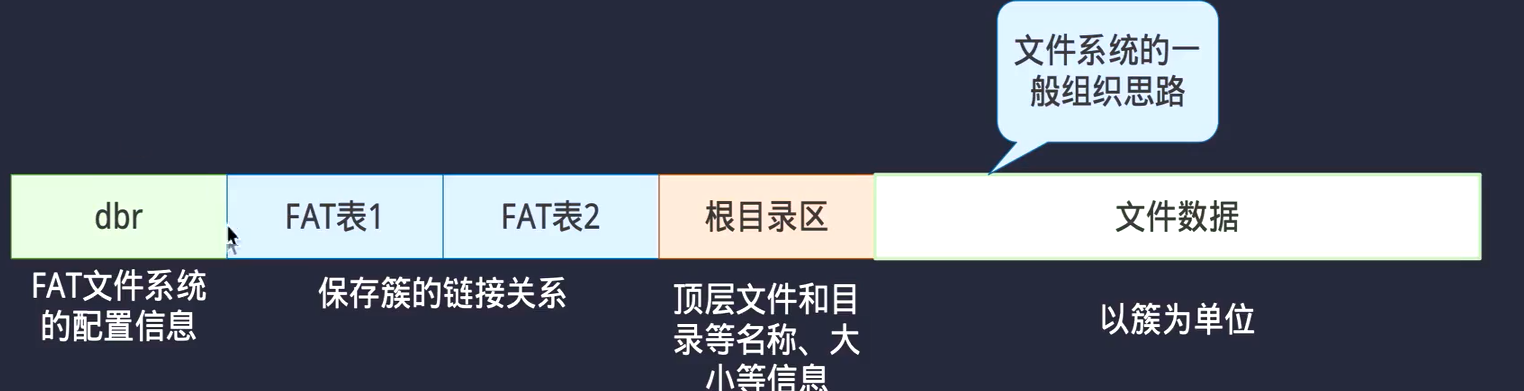 文件系统的一
般组织思路
dbr
FAT表1
FAT表2
根目录区
文件数据
FAT文件系统
的配置信息
保存簇的链接关系
顶层文件和目
录等名称、大
小等信息
以簇为单位